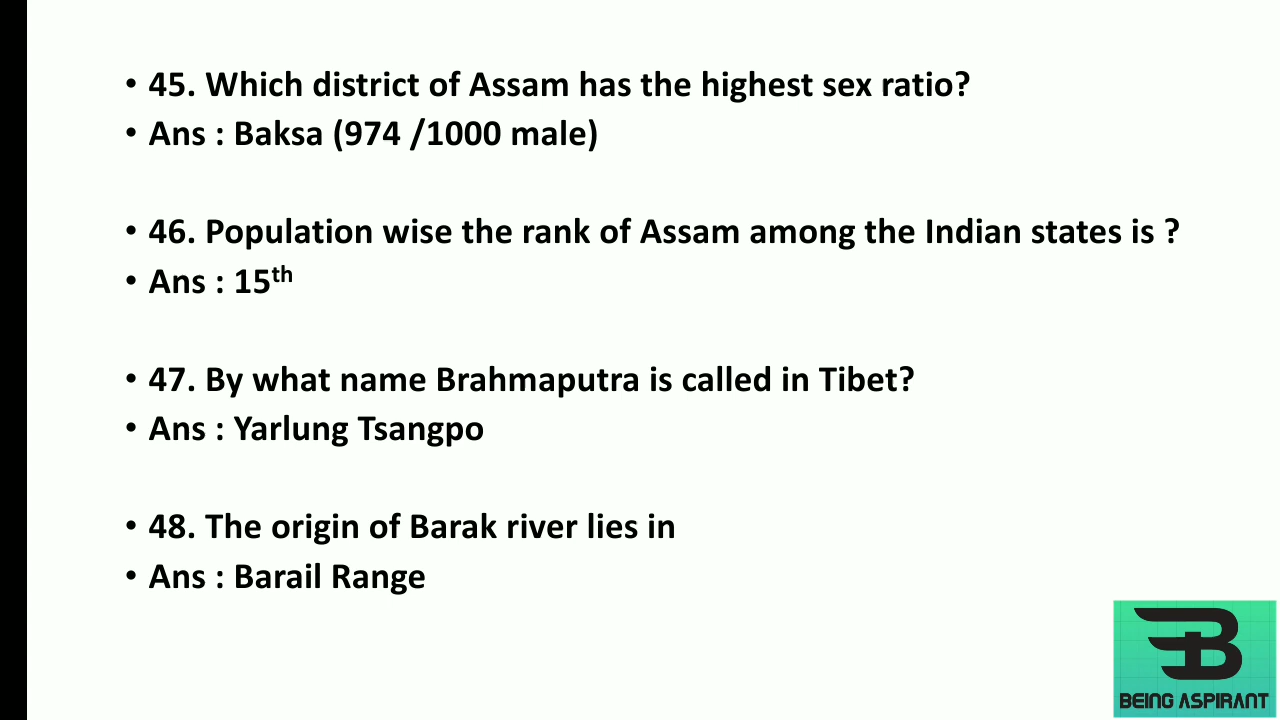 • 45. Which district of Assam has the highest sex ratio?
• Ans : Baksa (974 /1000 male)
• 46. Population wise the rank of Assam among the Indian states is ?
• Ans : 15th
• 47. By what name Brahmaputra is called in Tibet?
• Ans : Yarlung Tsangpo
• 48. The origin of Barak river lies in
• Ans : Barail Range
BEING ASPIRANT